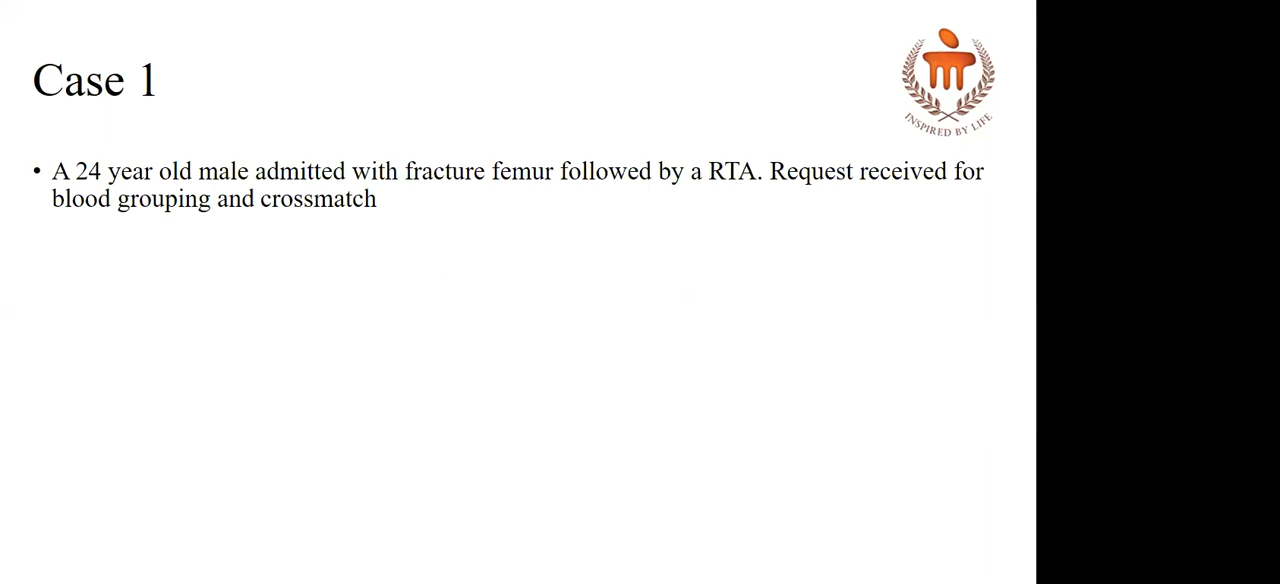 Case 1
INSPIRED BY LIFE
• A 24 year old male admitted with fracture femur followed by a RTA. Request received for
blood grouping and crossmatch